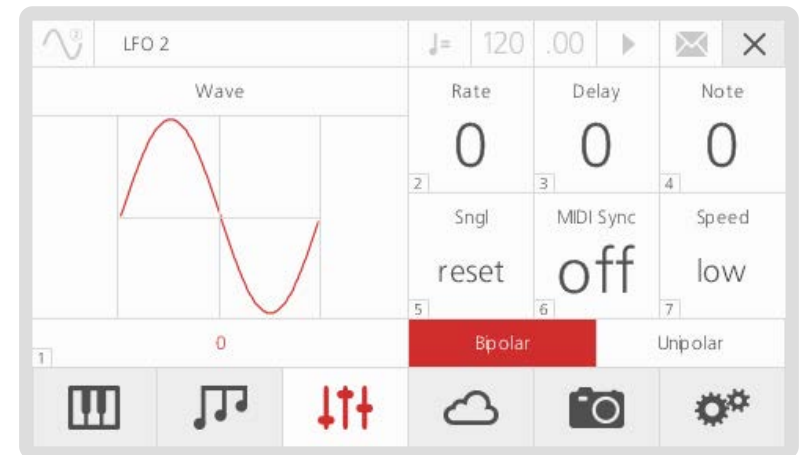 2
LFO 2
♩= 120 .00
Wave
Rate Delay Note
0 0 0
2 3 4
Sngl MIDI Sync Speed
reset off low
5 6 7
1 0 Bipolar Unipolar